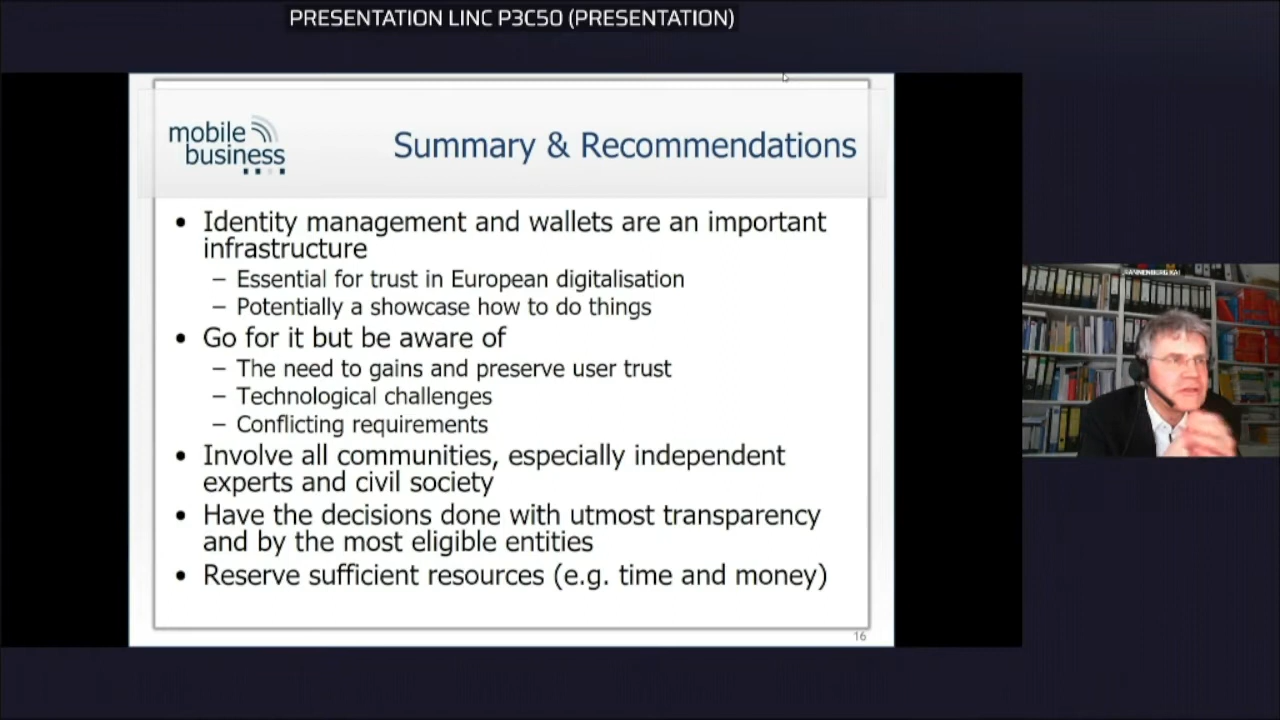 PRESENTATION LINC P3C50 (PRESENTATION)
mobile
business
Summary & Recommendations
• Identity management and wallets are an important
infrastructure
– Essential for trust in European digitalisation
– Potentially a showcase how to do things
• Go for it but be aware of
– The need to gains and preserve user trust
– Technological challenges
– Conflicting requirements
• Involve all communities, especially independent
experts and civil society
• Have the decisions done with utmost transparency
and by the most eligible entities
• Reserve sufficient resources (e.g. time and money)
16